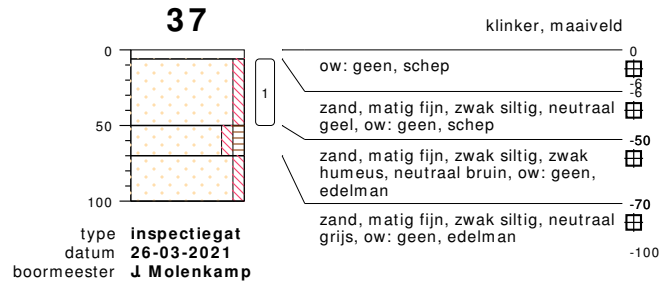 37
klinker, maaiveld
0
0
ow: geen, schep
-6
-6
1
zand, matig fijn, zwak siltig, neutraal
geel, ow: geen, schep
50
-50
zand, matig fijn, zwak siltig, zwak
humeus, neutraal bruin, ow: geen,
edelman
-70
100
zand, matig fijn, zwak siltig, neutraal
grijs, ow: geen, edelman
-100
type inspectiegat
datum 26-03-2021
boormeester J. Molenkamp